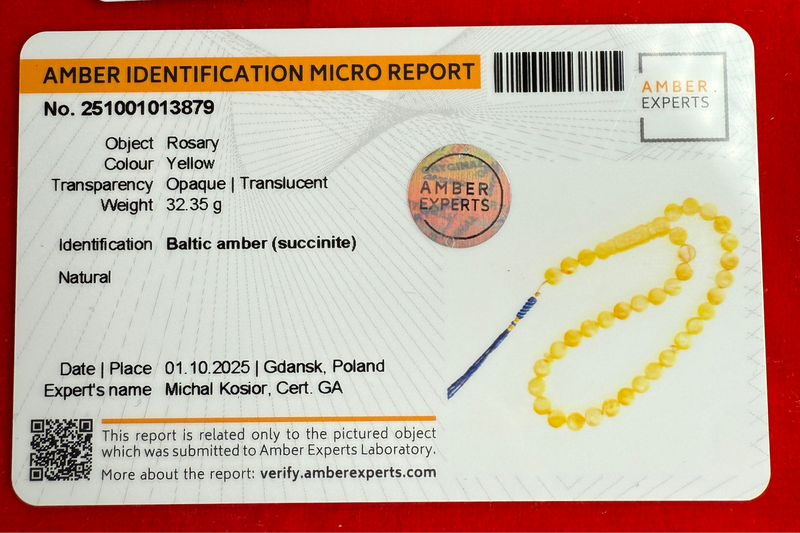 AMBER IDENTIFICATION MICRO REPORT
No. 251001013879
AMBER.
EXPERTS
Object Rosary
Colour Yellow
Transparency Opaque | Translucent
Weight 32.35 g
Identification Baltic amber (succinite)
Natural
ORYGINAL
AMBER
EXPERTS
Date | Place 01.10.2025 | Gdansk, Poland
Expert's name Michal Kosior, Cert. GA
This report is related only to the pictured object
which was submitted to Amber Experts Laboratory.
More about the report: verify.amberexperts.com